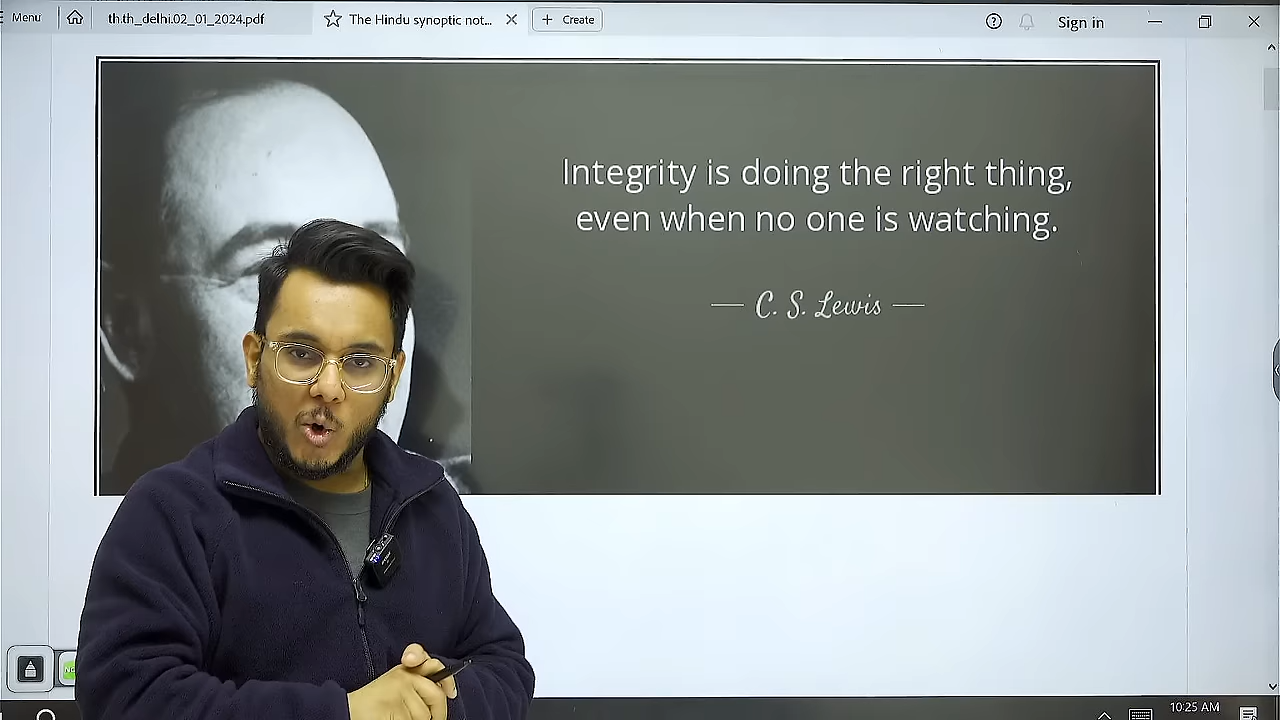 Menu
th.th_delhi.02_01_2024.pdf
The Hindu synoptic not...
Create
Sign in
Integrity is doing the right thing,
even when no one is watching.
C. S. Lewis
10:25 AM